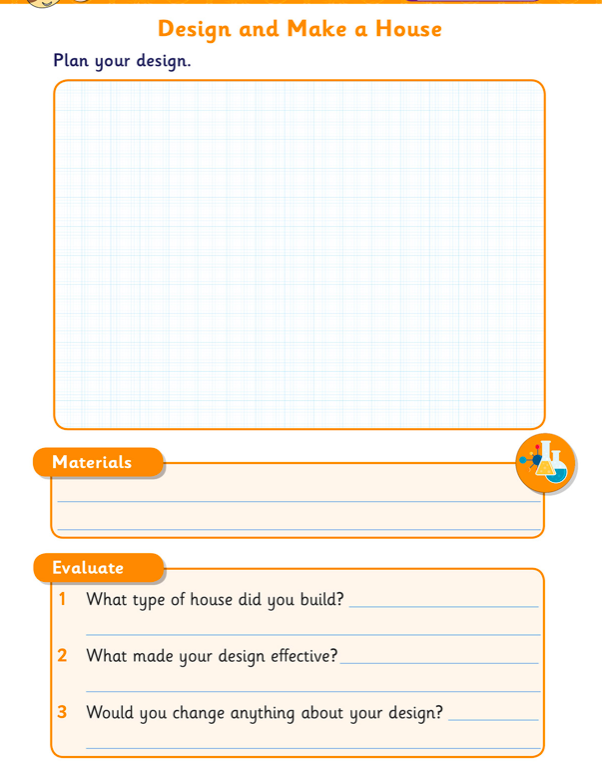 Design and Make a House
Plan your design.
Materials
Evaluate
1 What type of house did you build?
2 What made your design effective?
3 Would you change anything about your design?